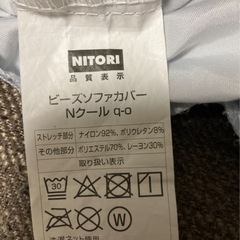 NITORI
品質表示
ビーズソファカバー
Nクール q-o
ストレッチ部分 ナイロン92%、ポリウレタン8%
その他部分 ポリエステル70%、レーヨン30%
取り扱い表示
30
W